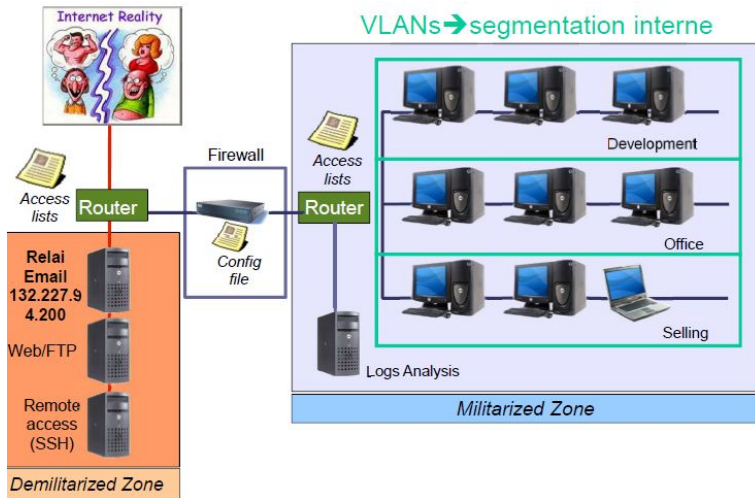 Internet Reality
VLANs➔segmentation interne
Access
lists
Router
Firewall
Config
file
Access
lists
Router
Development
Office
Selling
Relai
Email
132.227.9
4.200
Web/FTP
Remote
access
(SSH)
Demilitarized Zone
Logs Analysis
Militarized Zone